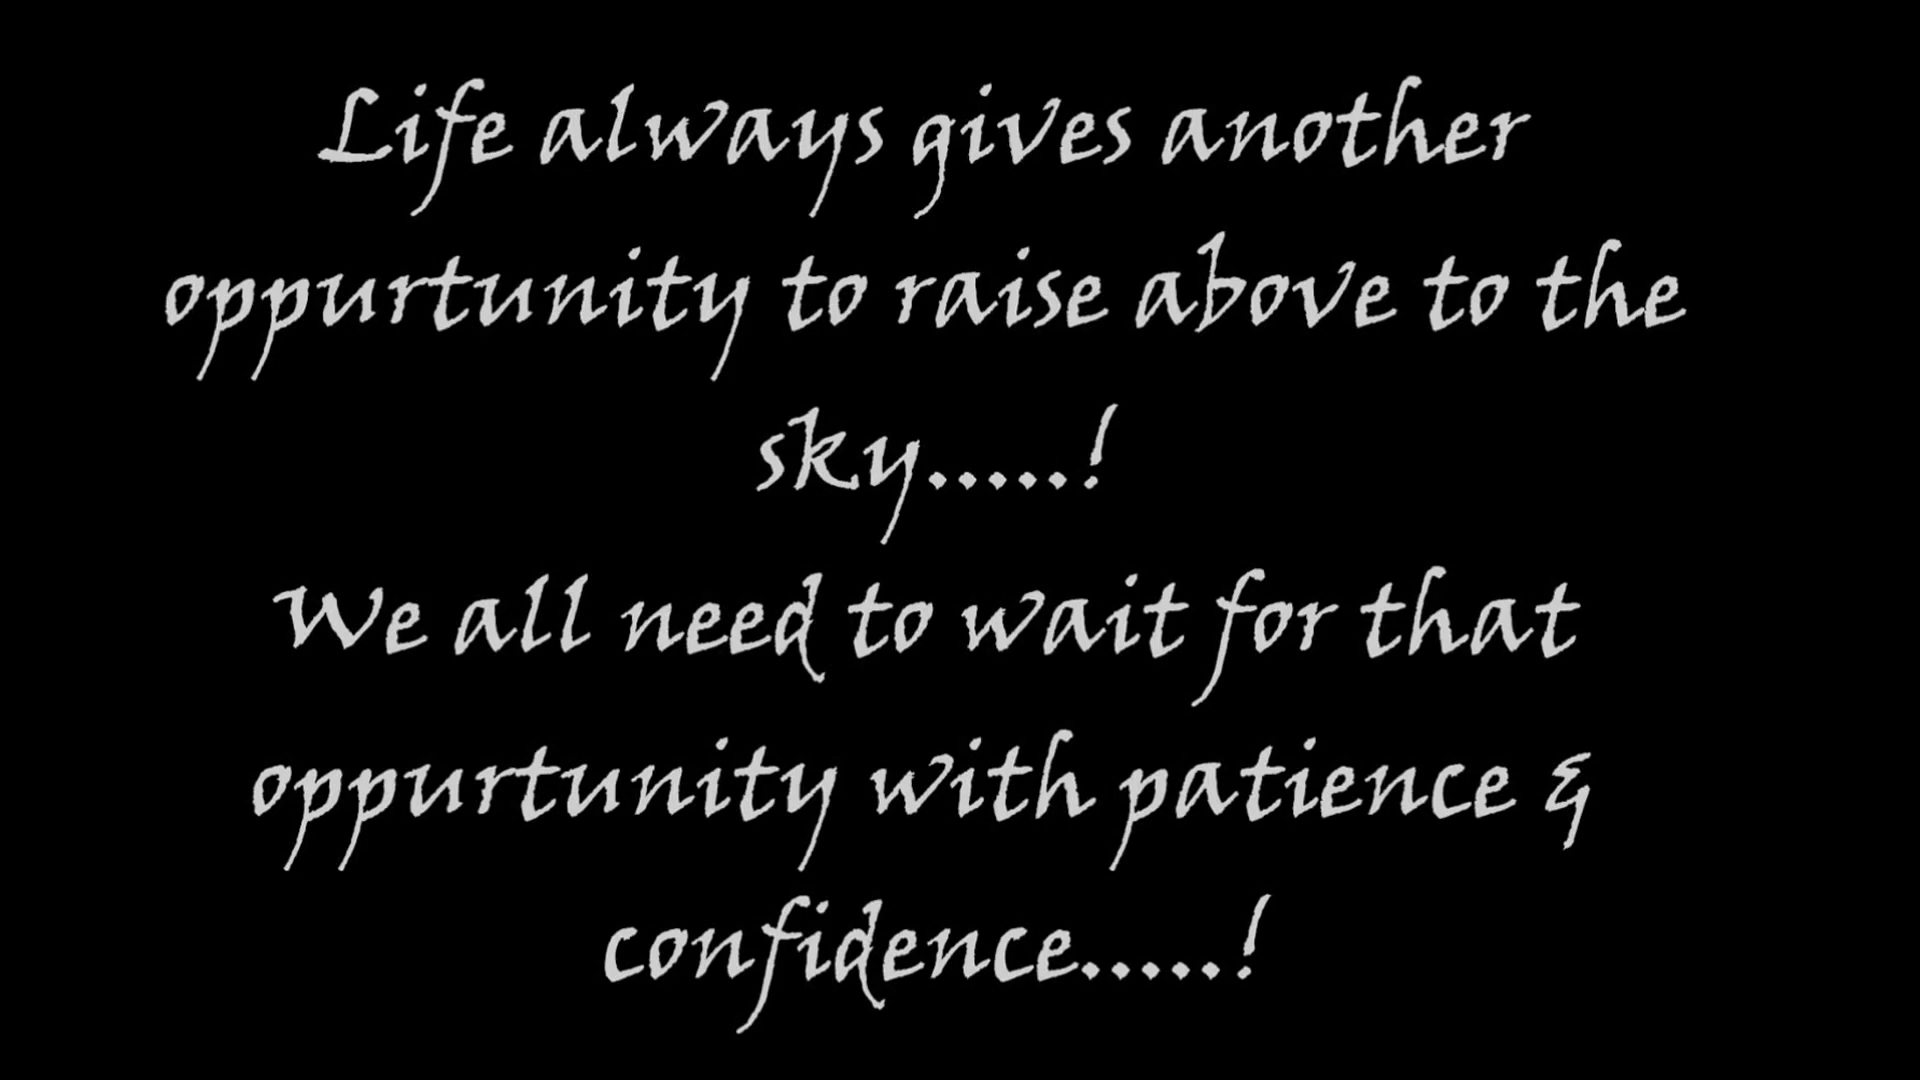 Life always gives another
oppurtunity to raise above to the
sky.....!
We all need to wait for that
oppurtunity with patience &
confidence.....!